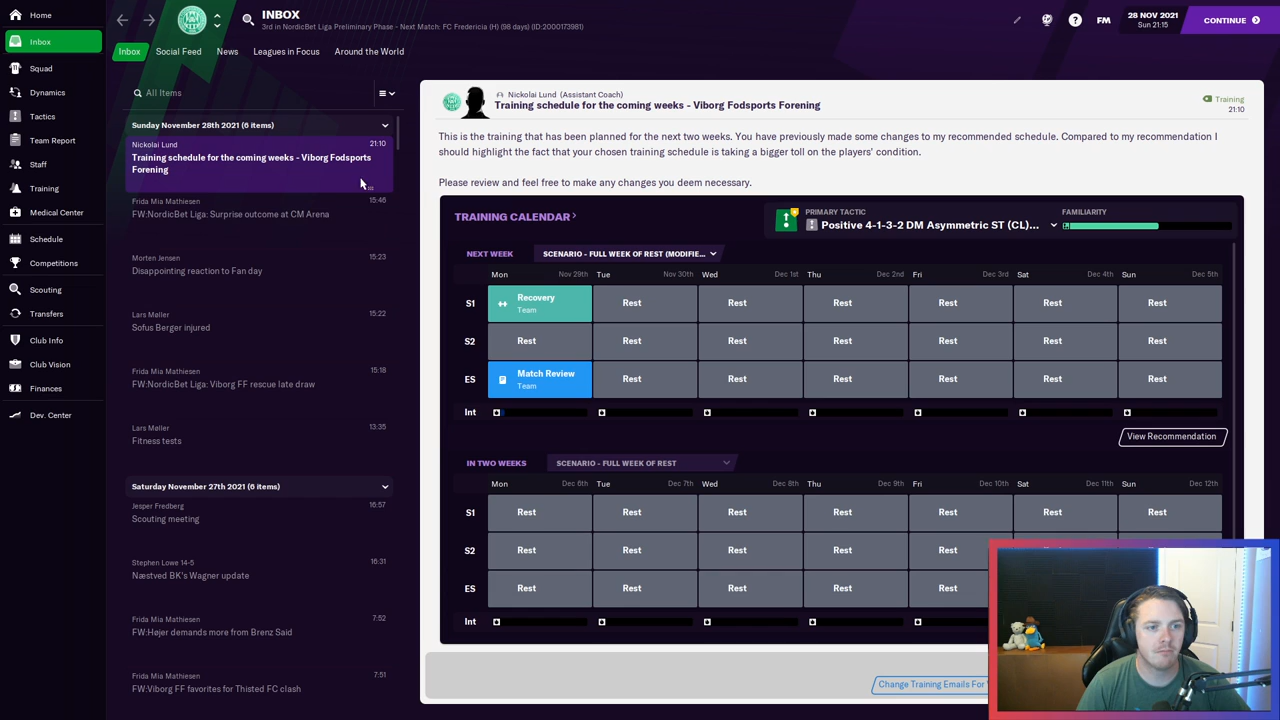 Home
Inbox
Squad
Dynamics
Tactics
Team Report
Staff
Training
Medical Center
Schedule
Competitions
Scouting
Transfers
Club Info
Club Vision
Finances
Dev. Center
INBOX
3rd in NordicBet Liga Preliminary Phase - Next Match: FC Fredericia (H) (98 days) (ID:2000173981)
FM
28 NOV 2021
Sun 21:15
CONTINUE
Inbox
Social Feed
News
Leagues in Focus
Around the World
All Items
Sunday November 28th 2021 (6 items)
Nickolai Lund
21:10
Training schedule for the coming weeks - Viborg Fodsports
Forening
Frida Mia Mathiesen
15:46
FW:NordicBet Liga: Surprise outcome at CM Arena
Morten Jensen
15:23
Disappointing reaction to Fan day
Lars Møller
15:22
Sofus Berger injured
Frida Mia Mathiesen
15:18
FW:NordicBet Liga: Viborg FF rescue late draw
Lars Møller
13:35
Fitness tests
Saturday November 27th 2021 (6 items)
Jesper Fredberg
16:57
Scouting meeting
Stephen Lowe 14-5
16:31
Næstved BK's Wagner update
Frida Mia Mathiesen
7:52
FW:Højer demands more from Brenz Said
Frida Mia Mathiesen
7:51
FW:Viborg FF favorites for Thisted FC clash
Nickolai Lund (Assistant Coach)
Training schedule for the coming weeks - Viborg Fodsports Forening
Training
21:10
This is the training that has been planned for the next two weeks. You have previously made some changes to my recommended schedule. Compared to my recommendation I
should highlight the fact that your chosen training schedule is taking a bigger toll on the players' condition.
Please review and feel free to make any changes you deem necessary.
TRAINING CALENDAR
PRIMARY TACTIC
Positive 4-1-3-2 DM Asymmetric ST (CL)...
FAMILIARITY
NEXT WEEK
SCENARIO - FULL WEEK OF REST (MODIFIE...
Mon Nov 29th Tue Nov 30th Wed Dec 1st Thu Dec 2nd Fri Dec 3rd Sat Dec 4th Sun Dec 5th
S1 Recovery Team Rest Rest Rest Rest Rest Rest
S2 Rest Rest Rest Rest Rest Rest Rest
ES Match Review Team Rest Rest Rest Rest Rest Rest
Int
View Recommendation
IN TWO WEEKS
SCENARIO - FULL WEEK OF REST
Mon Dec 6th Tue Dec 7th Wed Dec 8th Thu Dec 9th Fri Dec 10th Sat Dec 11th Sun Dec 12th
S1 Rest Rest Rest Rest Rest Rest Rest
S2 Rest Rest Rest Rest Rest
ES Rest Rest Rest Rest Rest
Int
Change Training Emails For